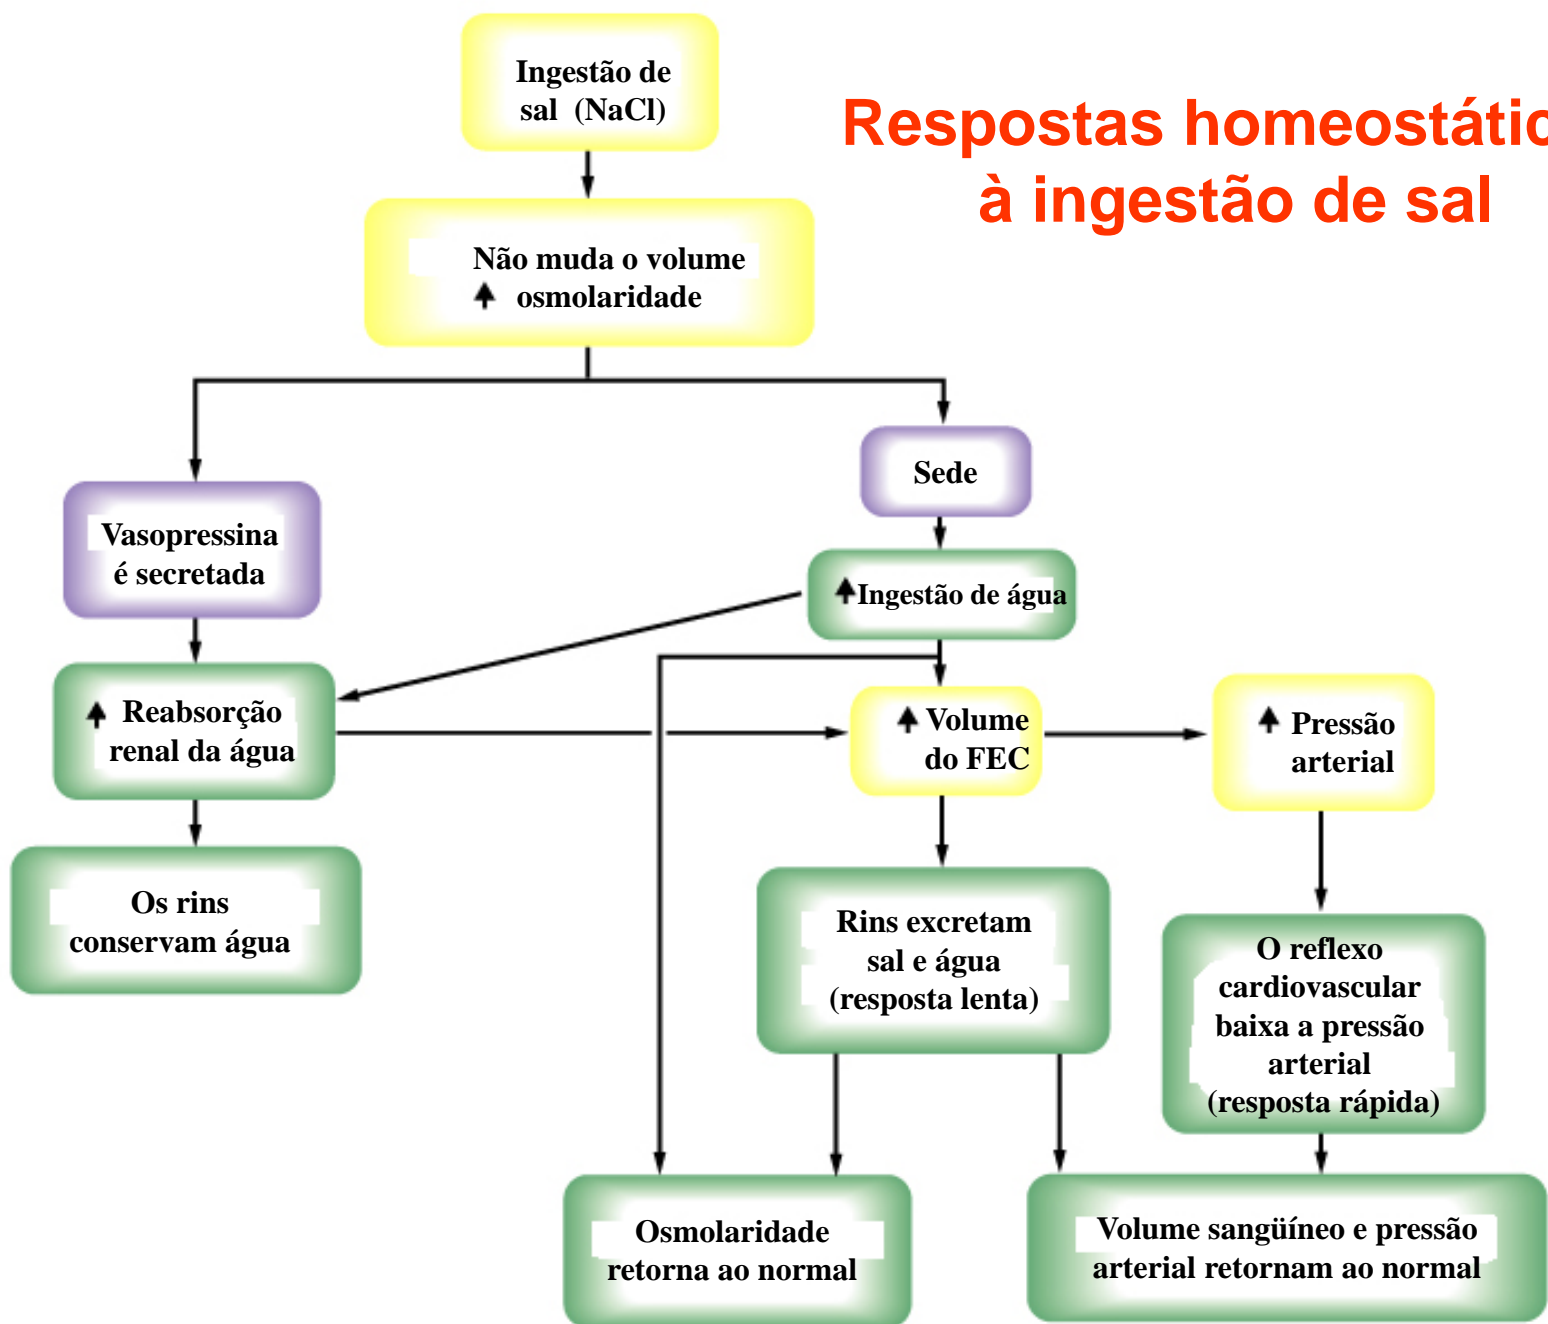 Ingestão de
sal (NaCl)
Respostas homeostátic
à ingestão de sal
Não muda o volume
osmolaridade
Sede
Vasopressina
é secretada
Ingestão de água
Reabsorção
renal da água
Volume
do FEC
Pressão
arterial
Os rins
conservam água
Rins excretam
sal e água
(resposta lenta)
O reflexo
cardiovascular
baixa a pressão
arterial
(resposta rápida)
Osmolaridade
retorna ao normal
Volume sangüíneo e pressão
arterial retornam ao normal